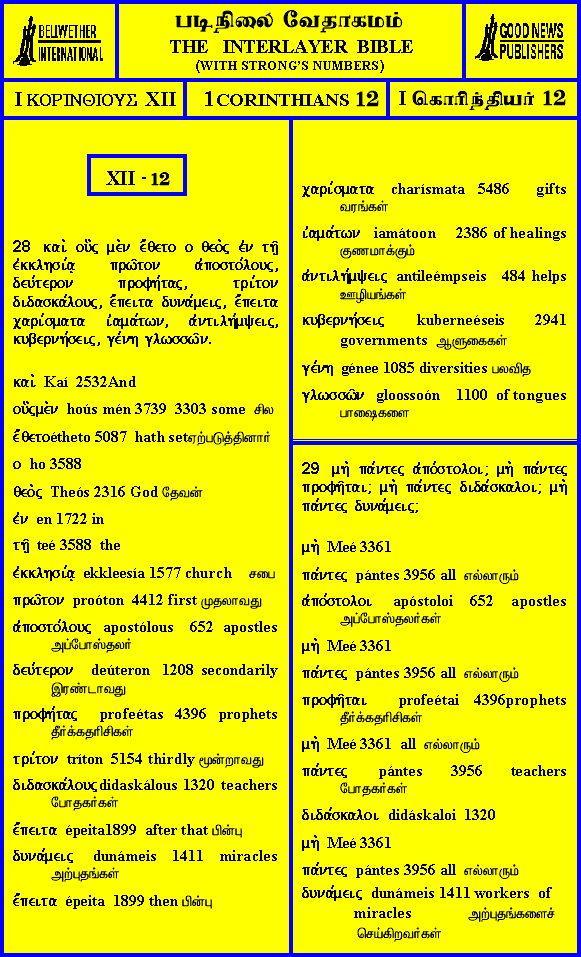 BELLWETHER
INTERNATIONAL
படிநிலை வேதாகமம்
THE INTERLAYER BIBLE
(WITH STRONG'S NUMBERS)
GOOD NEWS
PUBLISHERS
I ΚΟΡΙΝΘΙΟΥΣ XII
1 CORINTHIANS 12
I கொரிந்தியர் 12
XII - 12
28 καὶ οὓς μὲν ἔθετο ο θεὸς ἐν τῇ
ἐκκλησίᾳ πρῶτον ἀποστόλους,
δεύτερον προφήτας, τρίτον
διδασκάλους, ἔπειτα δυνάμεις, ἔπειτα
χαρίσματα ἰαμάτων, ἀντιλήμψεις,
κυβερνήσεις, γένη γλωσσῶν.
καὶ Kaí 2532And
οὓςμὲν hoús mén 3739 3303 some சில
ἔθετοétheto 5087 hath setஏற்படுத்தினார்
ο ho 3588
θεὸς Theós 2316 God தேவன்
ἐν en 1722 in
τῇ teé 3588 the
ἐκκλησίᾳ ekkleesía 1577 church சபை
πρῶτον proóton 4412 first முதலாவது
ἀποστόλους apostólous 652 apostles
அப்போஸ்தலர்
δεύτερον deúteron 1208 secondarily
இரண்டாவது
προφήτας profeétas 4396 prophets
தீர்க்கதரிசிகள்
τρίτον tríton 5154 thirdly மூன்றாவது
διδασκάλους didaskálous 1320 teachers
போதகர்கள்
ἔπειτα épeita1899 after that பின்பு
δυνάμεις dunámeis 1411 miracles
அற்புதங்கள்
ἔπειτα épeita 1899 then பின்பு
χαρίσματα charísmata 5486 gifts
வரங்கள்
ἰαμάτων iamátoon 2386 of healings
குணமாக்கும்
ἀντιλήμψεις antileémpseis 484 helps
ஊழியங்கள்
κυβερνήσεις kuberneéseis 2941
governments ஆளுகைகள்
γένη génee 1085 diversities பலவித
γλωσσῶν gloossoón 1100 of tongues
பாஷைகளை
29 μὴ πάντες ἀπόστολοι; μὴ πάντες
προφῆται; μὴ πάντες διδάσκαλοι; μὴ
πάντες δυνάμεις;
μὴ Meé 3361
πάντες pántes 3956 all எல்லாரும்
ἀπόστολοι apóstoloi 652 apostles
அப்போஸ்தலர்கள்
μὴ Meé 3361
πάντες pántes 3956 all எல்லாரும்
προφῆται profeétai 4396prophets
தீர்க்கதரிசிகள்
μὴ Meé 3361 all எல்லாரும்
πάντες pántes 3956 teachers
போதகர்கள்
διδάσκαλοι didáskaloi 1320
μὴ Meé 3361
πάντες pántes 3956 all எல்லாரும்
δυνάμεις dunámeis 1411 workers of
miracles அற்புதங்களைச்
செய்கிறவர்கள்